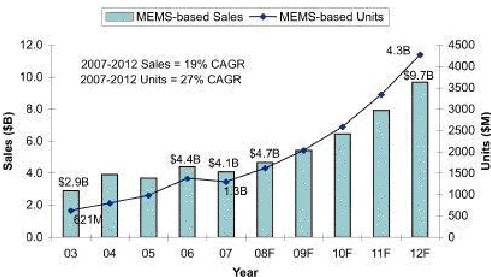 MEMS-based Sales MEMS-based Units
12.0 4500
10.0 4000
8.0 3500
6.0 3000
4.0 2500
2.0 2000
0.0 1500
1000
500
0
Sales ($B)
Units ($M)
2007-2012 Sales = 19% CAGR
2007-2012 Units = 27% CAGR
4.3B
$9.7B
$2.9B $4.4B $4.1B $4.7B
621M 1.3B
03 04 05 06 07 08F 09F 10F 11F 12F
Year